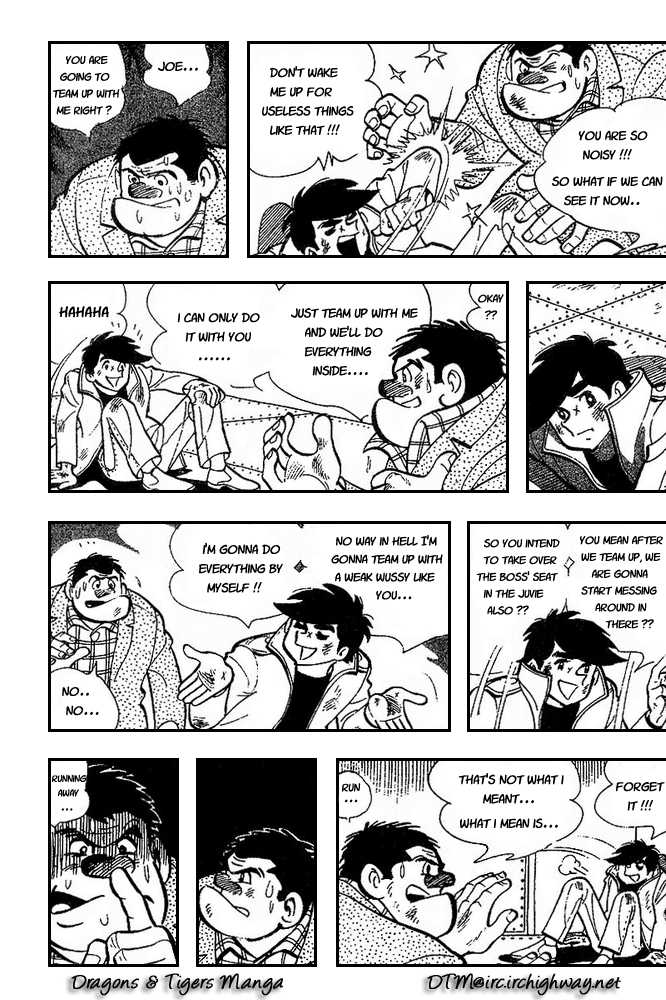 YOU ARE SO
NOISY !!!
SO WHAT IF WE CAN
SEE IT NOW..
DON'T WAKE
ME UP FOR
USELESS THINGS
LIKE THAT !!!
JOE...
YOU ARE
GOING TO
TEAM UP WITH
ME RIGHT ?
OKAY
??
JUST TEAM UP WITH ME
AND WE'LL DO
EVERYTHING
INSIDE....
I CAN ONLY DO
IT WITH YOU
......
HAHAHA
YOU MEAN AFTER
WE TEAM UP, WE
ARE GONNA
START MESSING
AROUND IN
THERE ??
SO YOU INTEND
TO TAKE OVER
THE BOSS' SEAT
IN THE JUVIE
ALSO ??
NO WAY IN HELL I'M
GONNA TEAM UP WITH
A WEAK WUSSY LIKE
YOU...
I'M GONNA DO
EVERYTHING BY
MYSELF !!
NO..
NO...
FORGET
IT !!!
THAT'S NOT WHAT I
MEANT...
WHAT I MEAN IS...
RUN
...
RUNNING
AWAY
...
Dragons & Tigers Manga
DTM@irc.irchighway.net